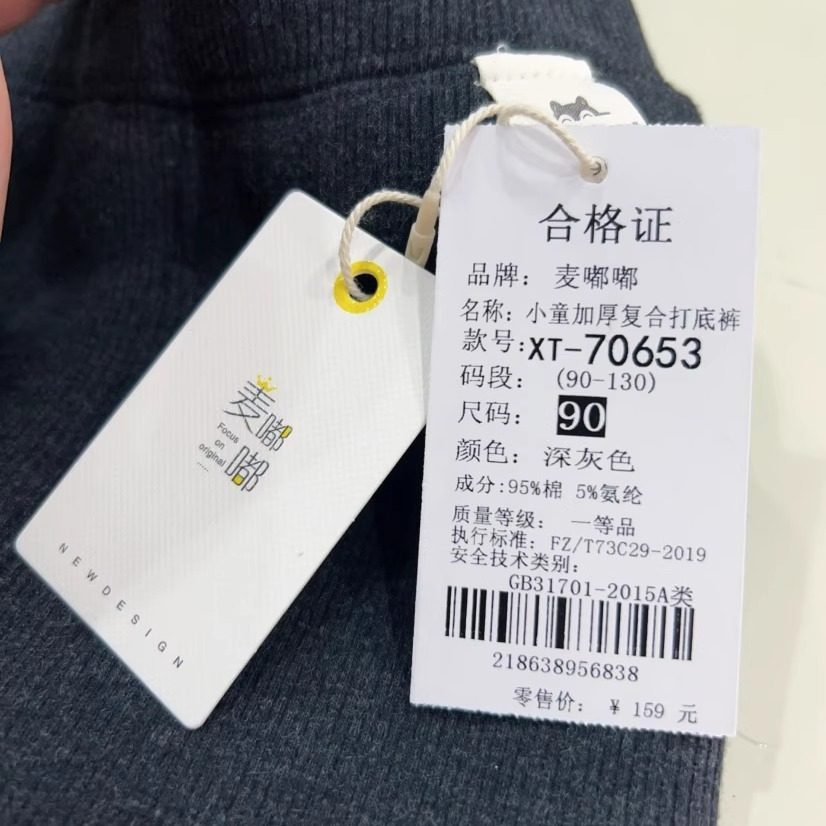 合格证
品牌： 麦嘟嘟
名称：小童加厚复合打底裤
款号:XT-70653
码段： (90-130)
尺码： 90
颜色： 深灰色
成分:95%棉 5%氨纶
质量等级： 一等品
执行标准：FZ/T73C29-2019
安全技术类别：
GB31701-2015A类
218638956838
零售价： ¥ 159 元
麦嘟嘟
Focus
on
original
.....
NEWDESIGN